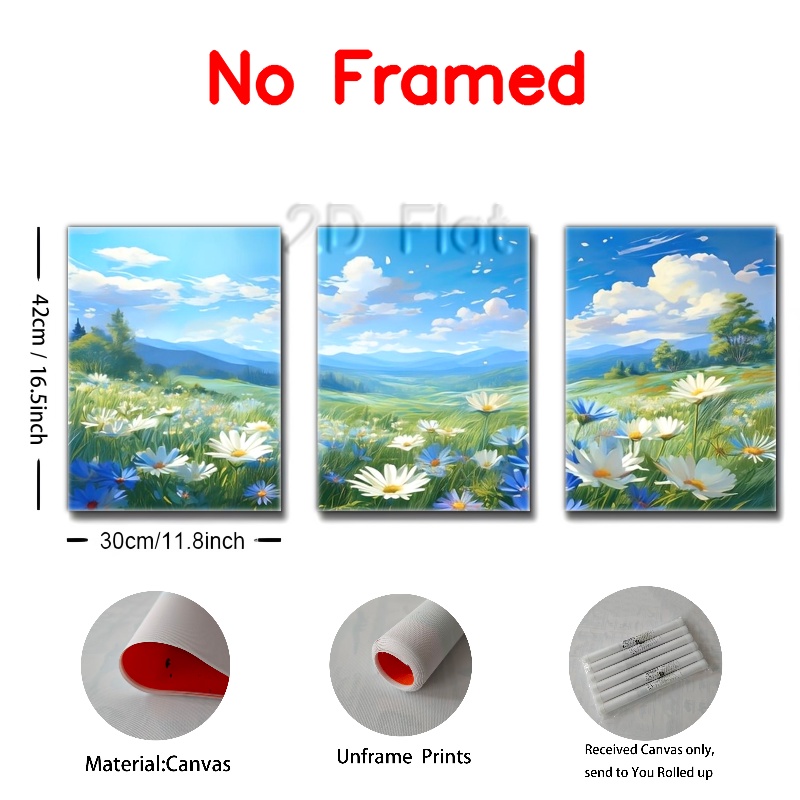 No Framed
2D Flat
42cm / 16.5inch
30cm/11.8inch
Material:Canvas
Unframe Prints
Received Canvas only,
send to You Rolled up